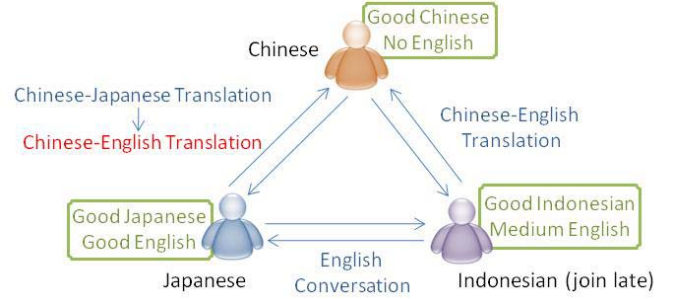 Good Chinese
No English
Chinese
Chinese-Japanese Translation
Chinese-English Translation
Chinese-English
Translation
Good Japanese
Good English
Good Indonesian
Medium English
English
Conversation
Japanese
Indonesian (join late)